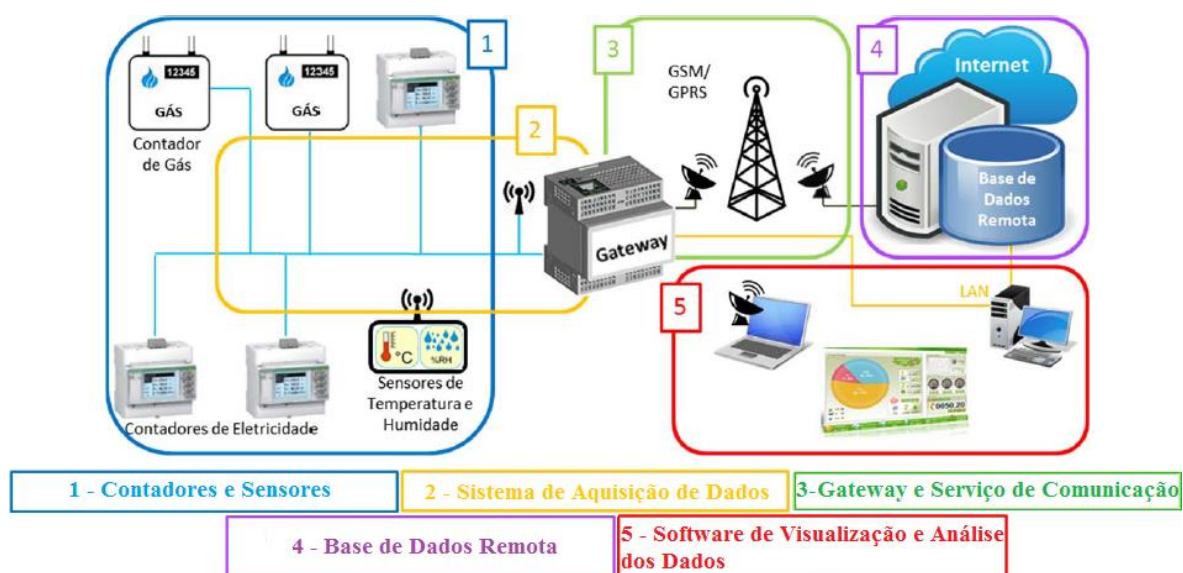 1
12345
GÁS
12345
GÁS
Contador
de Gás
2
3
GSM/
GPRS
4
Internet
Base de
Dados
Remota
Gateway
5
LAN
°C
%RH
Sensores de
Temperatura e
Humidade
Contadores de Eletricidade
1 - Contadores e Sensores
2 - Sistema de Aquisição de Dados
3-Gateway e Serviço de Comunicação
4 - Base de Dados Remota
5 - Software de Visualização e Análise
dos Dados